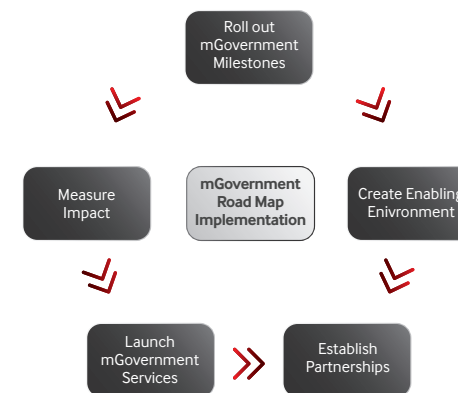 Roll out
mGovernment
Milestones
Measure
Impact
mGovernment
Road Map
Implementation
Create Enabling
Enivronment
Launch
mGovernment
Services
Establish
Partnerships